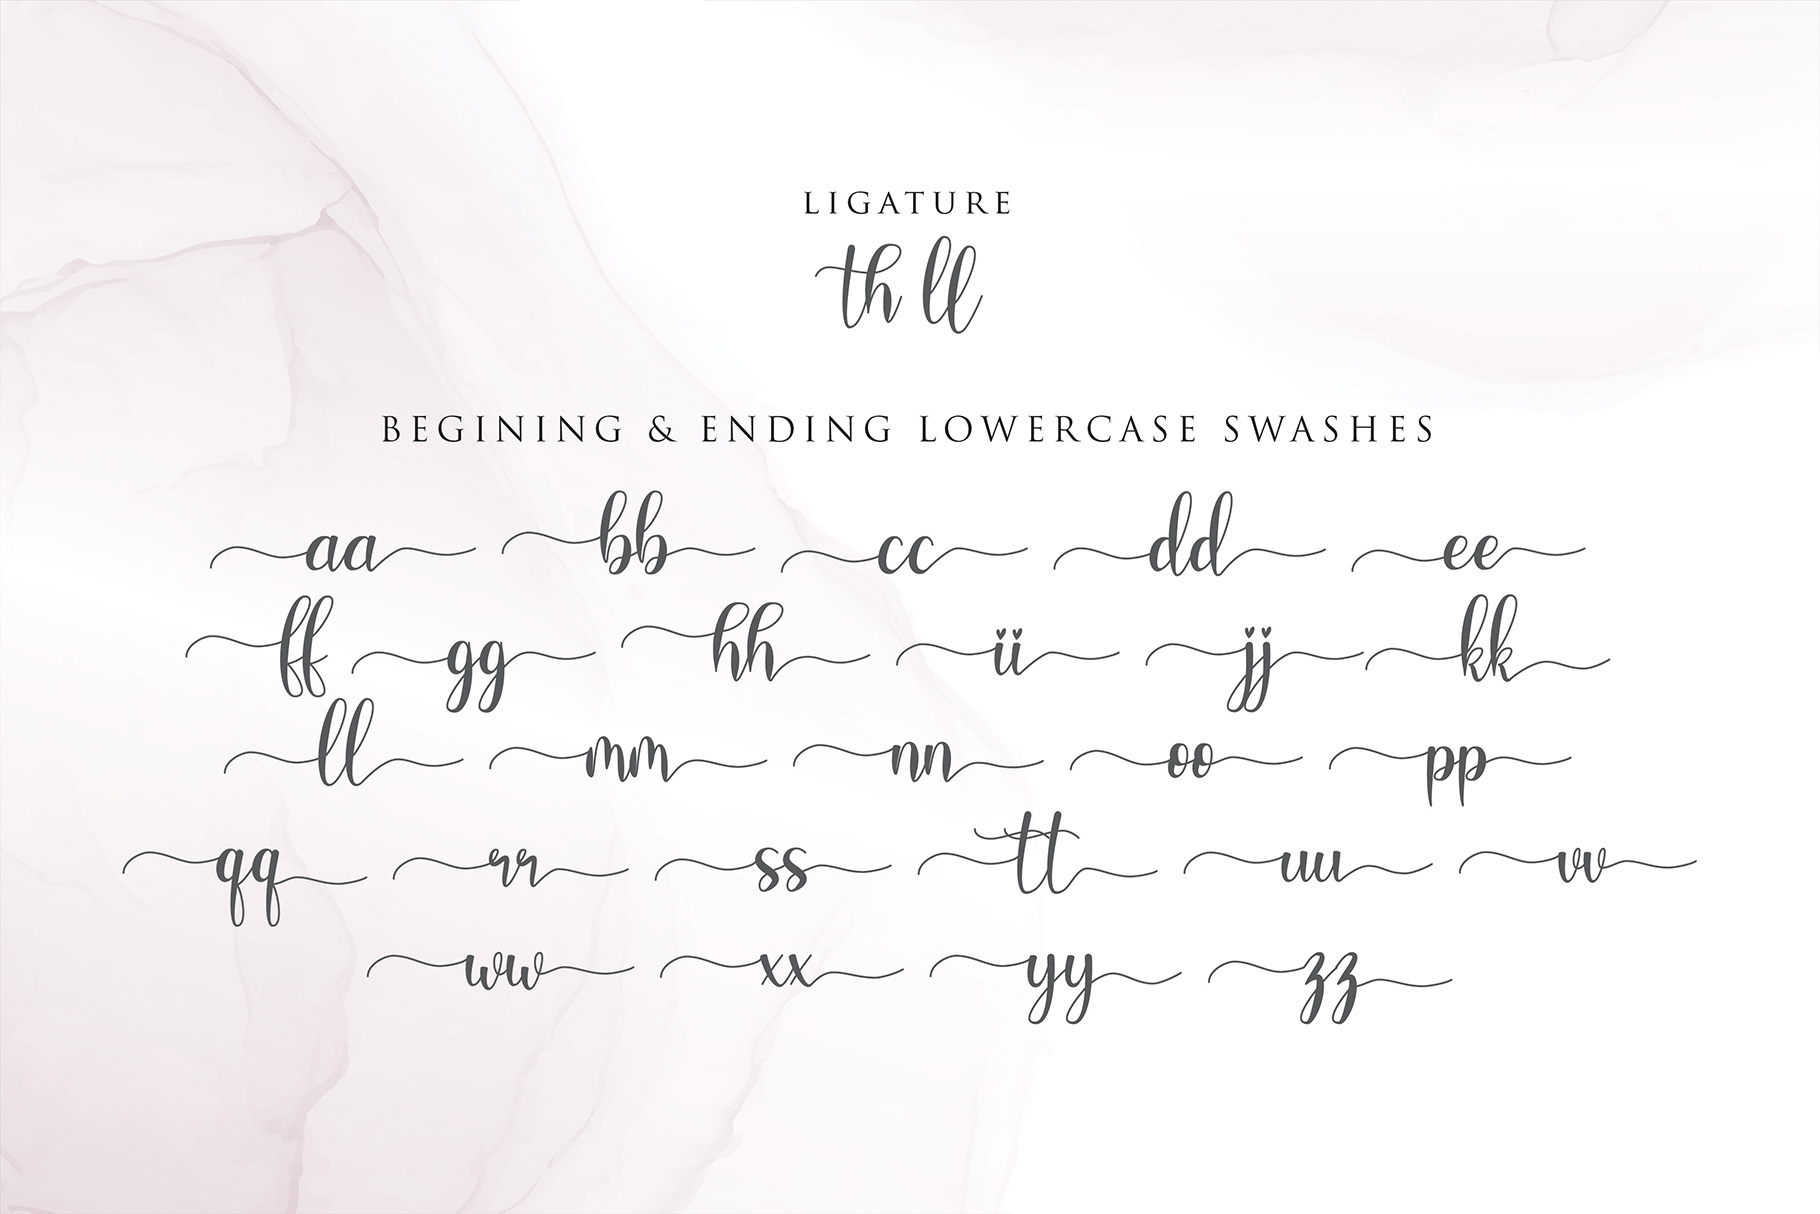 LIGATURE
th ll
BEGINING & ENDING LOWERCASE SWASHES
aa bb cc dd ee
ff gg hh ii jj kk
ll mm nn oo pp
qq rr ss tt uu vv
ww xx yy zz